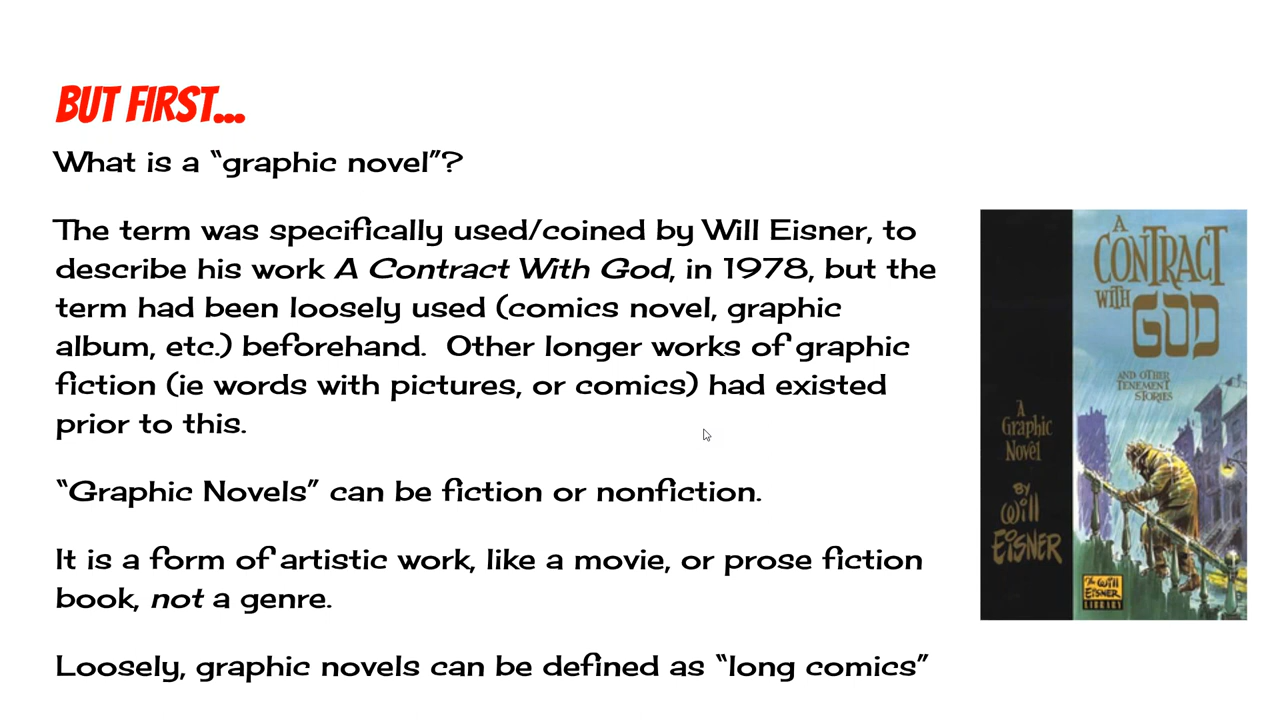 BUT FIRST...
What is a “graphic novel”?
The term was specifically used/coined by Will Eisner, to
describe his work A Contract With God, in 1978, but the
term had been loosely used (comics novel, graphic
album, etc.) beforehand.  Other longer works of graphic
fiction (ie words with pictures, or comics) had existed
prior to this.
“Graphic Novels” can be fiction or nonfiction.
It is a form of artistic work, like a movie, or prose fiction
book, not a genre.
Loosely, graphic novels can be defined as “long comics”
A
CONTRACT
WITH GOD
AND OTHER
TENEMENT
STORIES
A
Graphic
Novel
BY
Will
EISNER
The Will
EISNER
LIBRARY